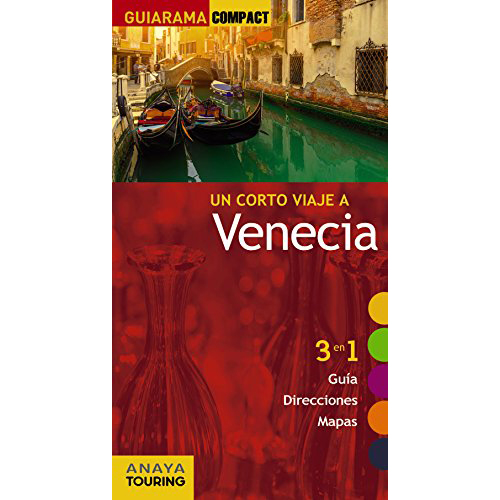 GUIARAMA COMPACT
UN CORTO VIAJE A
Venecia
3 en 1
Guía
Direcciones
Mapas
ANAYA
TOURING